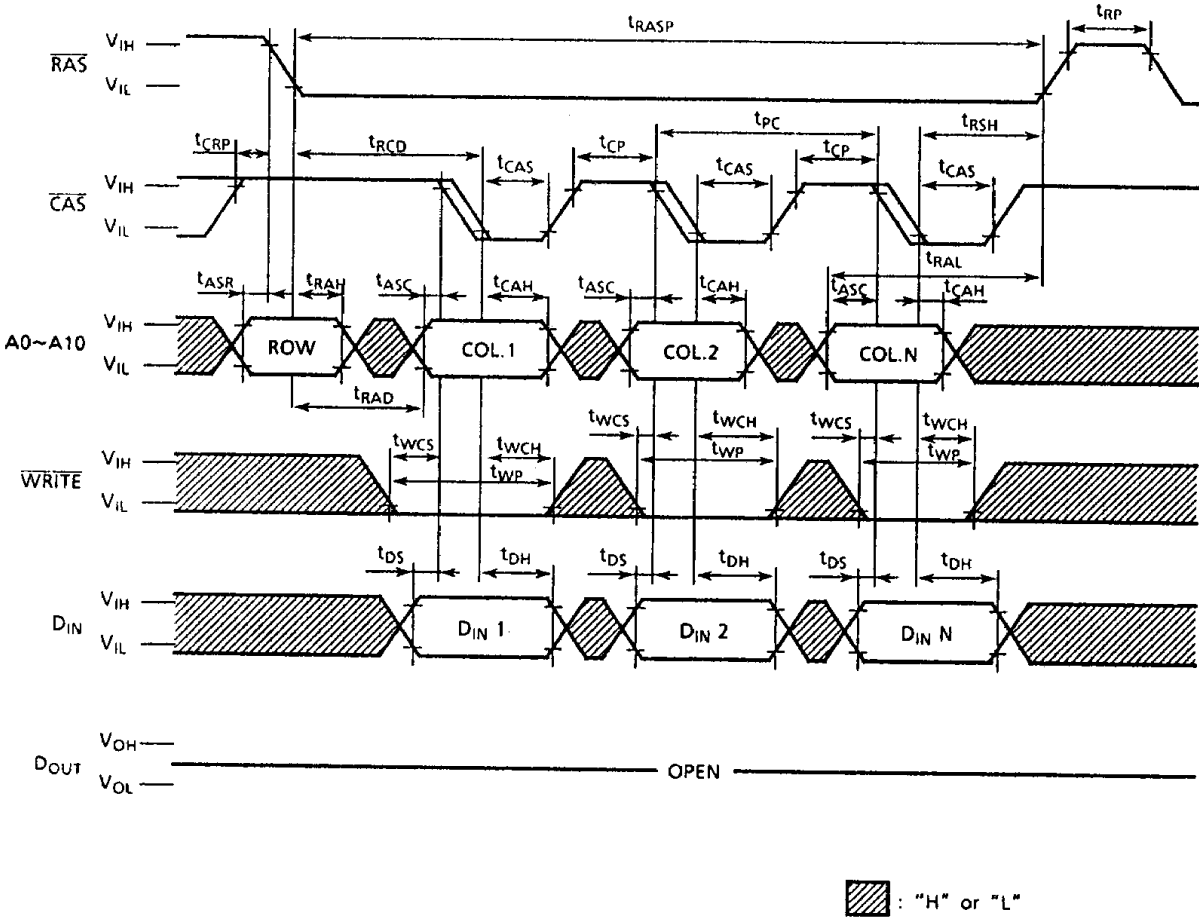 tRASP tRP
VIH
RAS
VIL
tCRP tRCD tCAS tCP tPC tCAS tCP tRSH tCAS
VIH
CAS
VIL
tRAL
tASR tRAH tASC tCAH tASC tCAH tASC tCAH
VIH
A0~A10 ROW COL.1 COL.2 COL.N
VIL
tRAD
tWCS tWCH tWCS tWCH tWCS tWCH
tWP tWP tWP
VIH
WRITE
VIL
tDS tDH tDS tDH tDS tDH
VIH
DIN DIN 1 DIN 2 DIN N
VIL
VOH
DOUT OPEN
VOL
: "H" or "L"